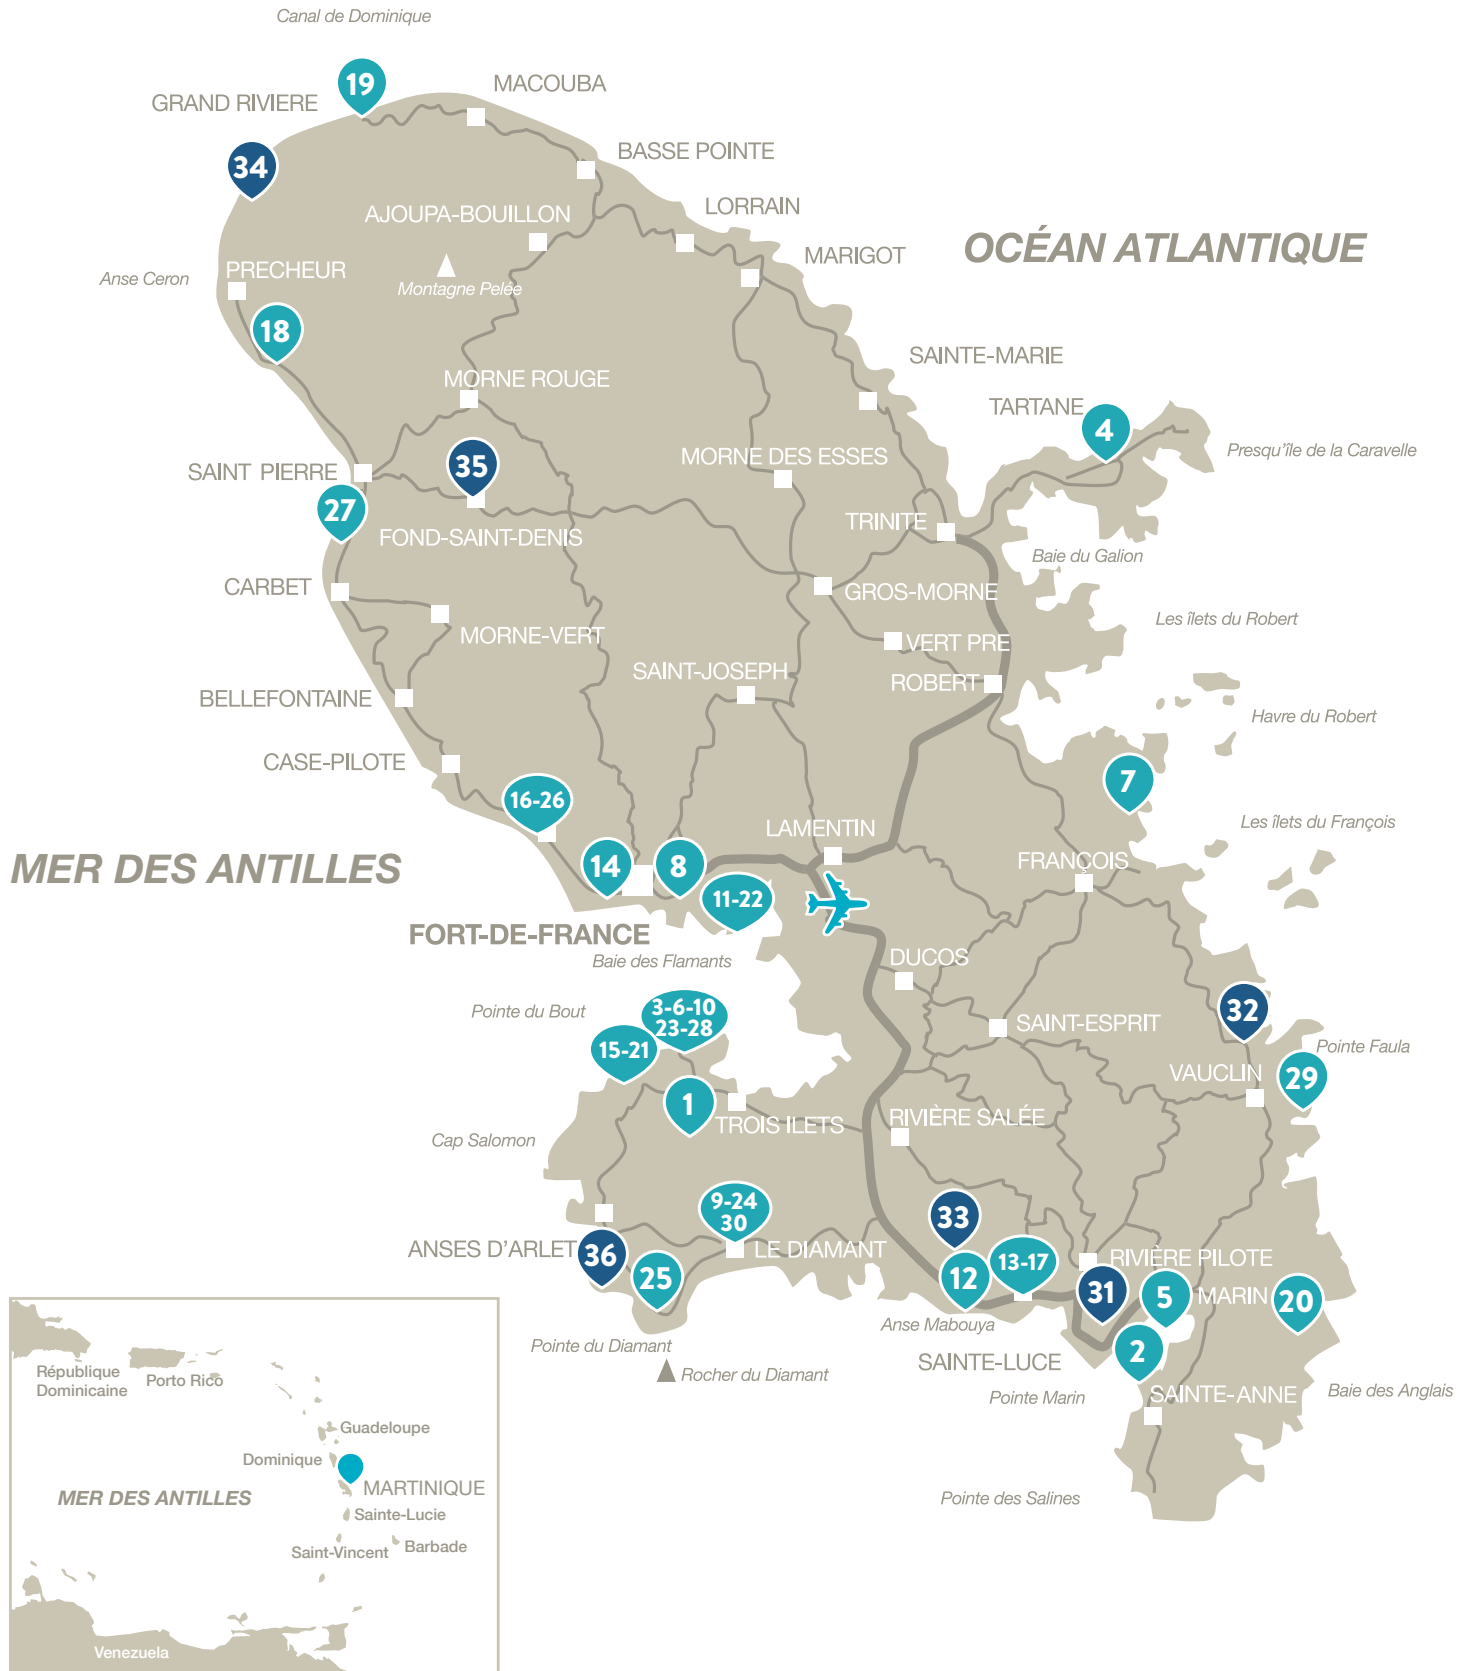 Canal de Dominique
19
MACOUBA
GRAND RIVIERE
34
BASSE POINTE
AJOUPA-BOUILLON
LORRAIN
OCÉAN ATLANTIQUE
MARIGOT
Anse Ceron
PRECHEUR
Montagne Pelée
18
SAINTE-MARIE
MORNE ROUGE
TARTANE
4
Presqu'île de la Caravelle
SAINT PIERRE
35
MORNE DES ESSES
27
TRINITE
FOND-SAINT-DENIS
Baie du Galion
CARBET
GROS-MORNE
Les îlets du Robert
MORNE-VERT
VERT PRE
SAINT-JOSEPH
ROBERT
BELLEFONTAINE
Havre du Robert
CASE-PILOTE
7
16-26
LAMENTIN
Les îlets du François
MER DES ANTILLES
14
8
FRANÇOIS
11-22
FORT-DE-FRANCE
Baie des Flamants
DUCOS
Pointe du Bout
3-6-10
23-28
32
SAINT-ESPRIT
15-21
Pointe Faula
VAUCLIN
29
1
TROIS ILETS
RIVIÈRE SALÉE
Cap Salomon
9-24
30
33
ANSES D'ARLET
36
LE DIAMANT
13-17
RIVIÈRE PILOTE
25
12
31
5
MARIN
20
Anse Mabouya
Pointe du Diamant
2
SAINTE-LUCE
Rocher du Diamant
Pointe Marin
SAINTE-ANNE
Baie des Anglais
Pointe des Salines
République
Dominicaine
Porto Rico
Guadeloupe
Dominique
MARTINIQUE
MER DES ANTILLES
Sainte-Lucie
Saint-Vincent
Barbade
Venezuela